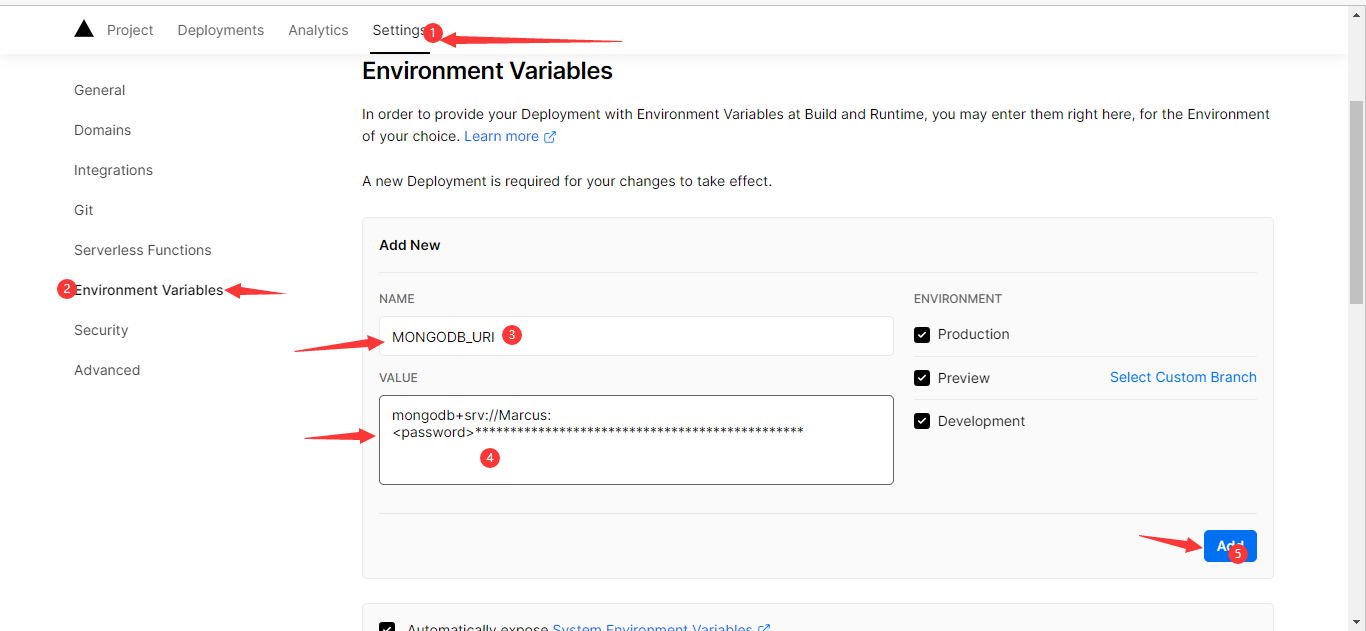 Project Deployments Analytics Settings 1
Environment Variables
General
In order to provide your Deployment with Environment Variables at Build and Runtime, you may enter them right here, for the Environment
of your choice. Learn more
Domains
Integrations
A new Deployment is required for your changes to take effect.
Git
Serverless Functions
2 Environment Variables
Security
Advanced
Add New
NAME
MONGODB_URI 3
VALUE
mongodb+srv://Marcus:
<password>***********************************************
4
ENVIRONMENT
Production
Preview Select Custom Branch
Development
Add 5
Automatically expose System Environment Variables